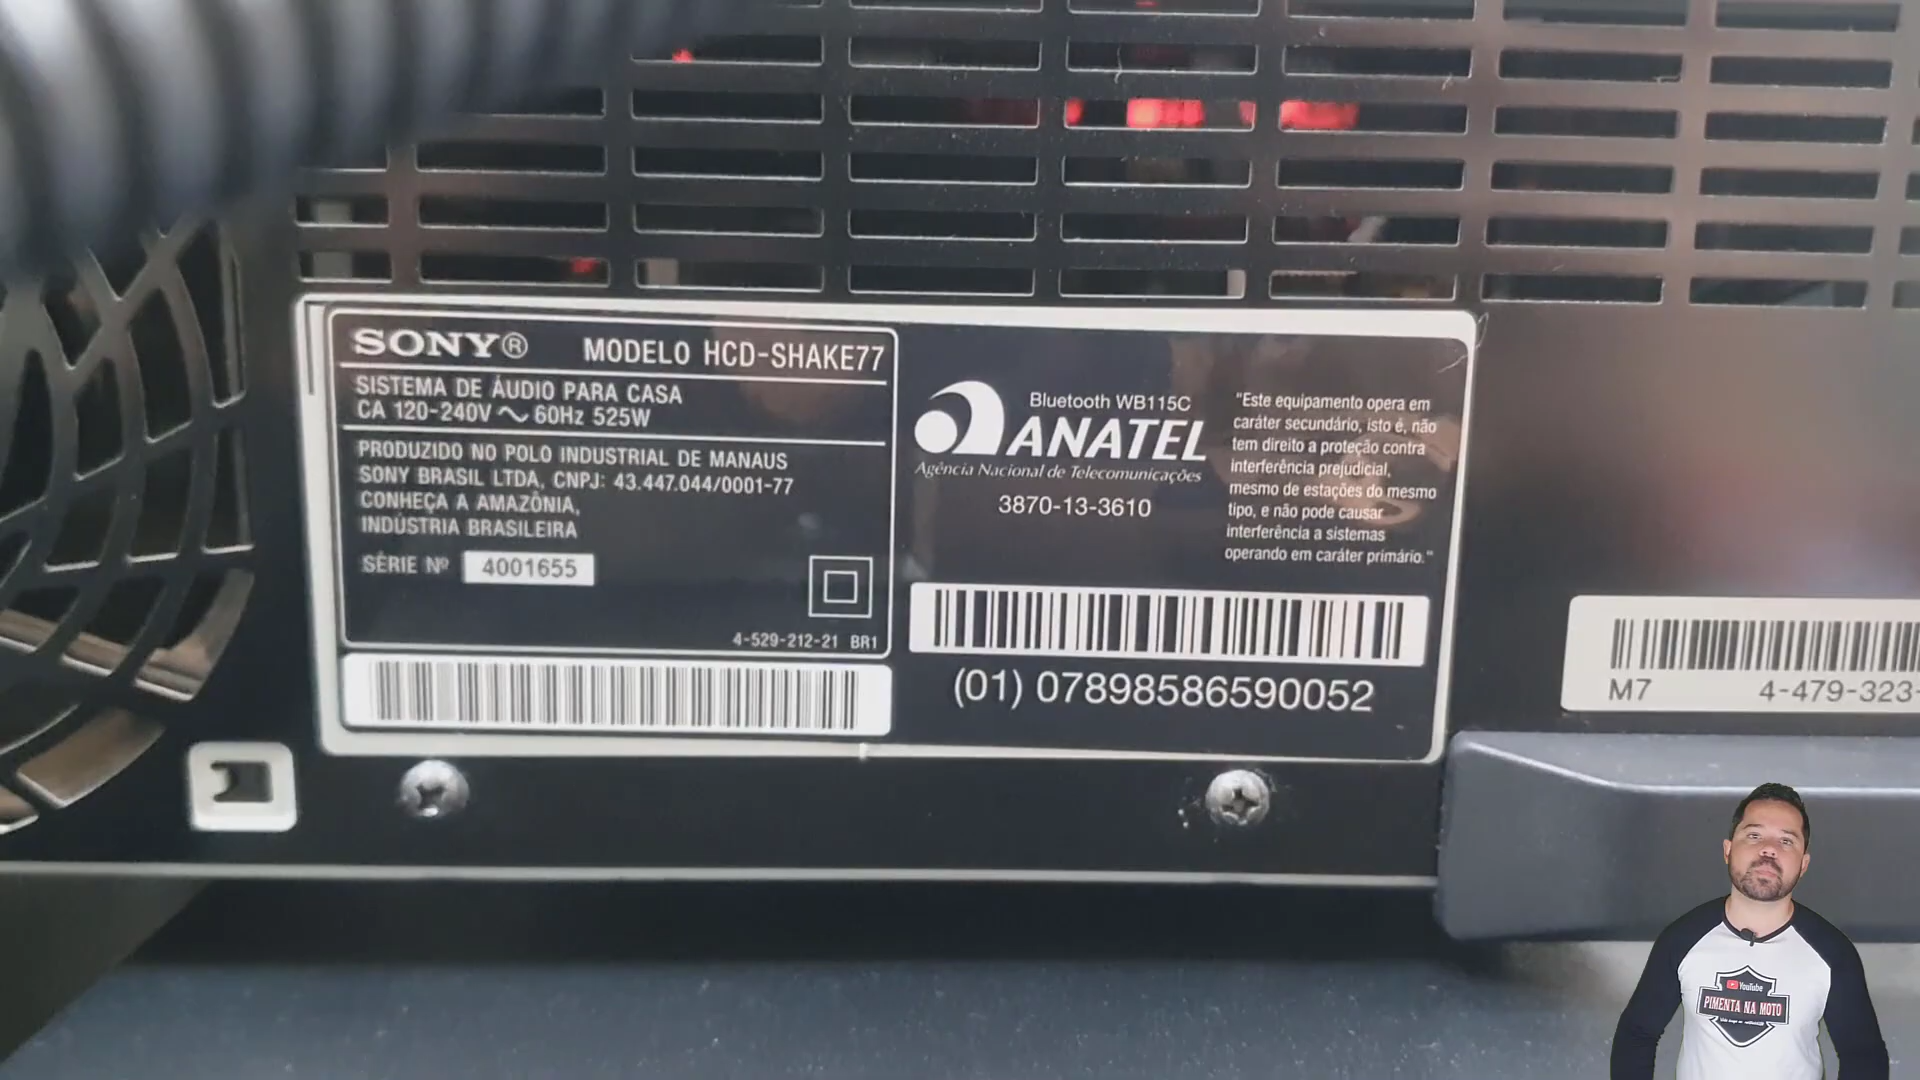 SONY® MODELO HCD-SHAKE77
SISTEMA DE ÁUDIO PARA CASA
CA 120-240V ~ 60Hz 525W
PRODUZIDO NO POLO INDUSTRIAL DE MANAUS
SONY BRASIL LTDA, CNPJ: 43.447.044/0001-77
CONHEÇA A AMAZÔNIA,
INDÚSTRIA BRASILEIRA
SÉRIE Nº 4001655
4-529-212-21 BR1
Bluetooth WB115C
ANATEL
Agência Nacional de Telecomunicações
3870-13-3610
"Este equipamento opera em
caráter secundário, isto é, não
tem direito a proteção contra
interferência prejudicial,
mesmo de estações do mesmo
tipo, e não pode causar
interferência a sistemas
operando em caráter primário."
(01) 07898586590052
M7 4-479-323-
YouTube
PIMENTA NA MOTO